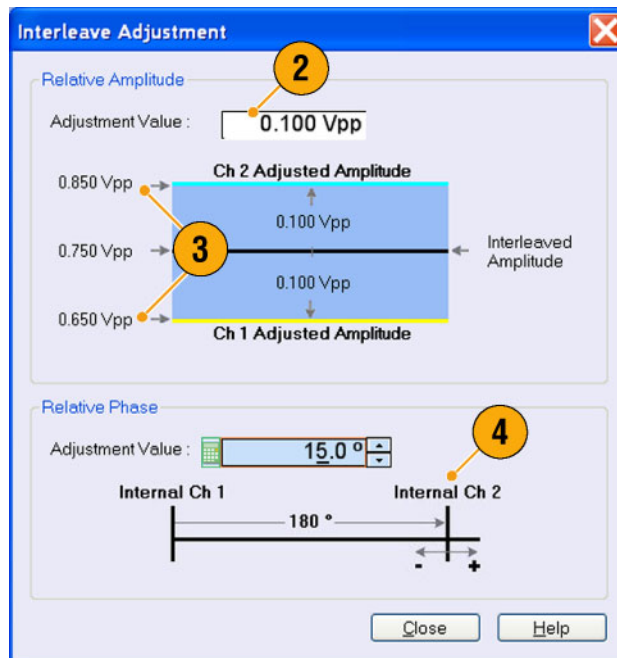 Interleave Adjustment
Relative Amplitude
2
Adjustment Value : 0.100 Vpp
Ch 2 Adjusted Amplitude
0.850 Vpp
0.100 Vpp
3
0.750 Vpp
Interleaved
Amplitude
0.100 Vpp
0.650 Vpp
Ch 1 Adjusted Amplitude
Relative Phase
4
Adjustment Value : 15.0 º
Internal Ch 1 Internal Ch 2
180 º
- +
Close Help